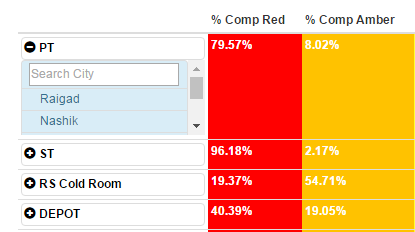 % Comp Red % Comp Amber
PT 79.57% 8.02%
Search City
Raigad
Nashik
ST 96.18% 2.17%
RS Cold Room 19.37% 54.71%
DEPOT 40.39% 19.05%